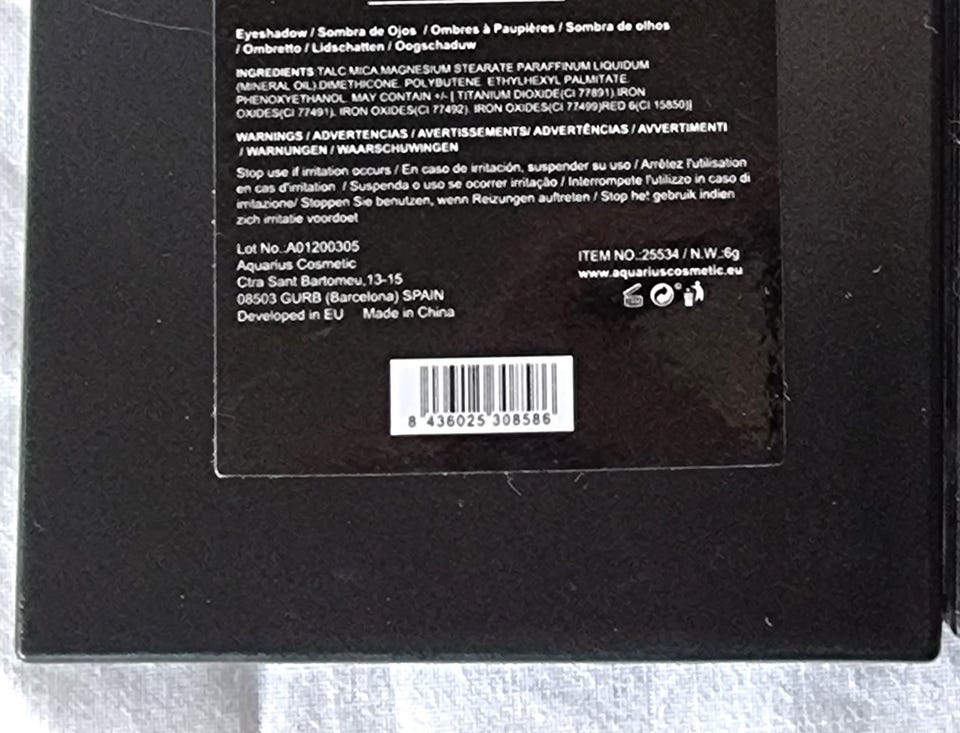 Eyeshadow / Sombra de Ojos / Ombres à Paupières / Sombra de olhos
/ Ombretto / Lidschatten / Oogschaduw
INGREDIENTS:TALC.MICA.MAGNESIUM STEARATE PARAFFINUM LIQUIDUM
(MINERAL OIL).DIMETHICONE. POLYBUTENE. ETHYLHEXYL PALMITATE.
PHENOXYETHANOL. MAY CONTAIN +/- [ TITANIUM DIOXIDE(CI 77891).IRON
OXIDES(CI 77491). IRON OXIDES(CI 77492). IRON OXIDES(CI 77499)RED 6(CI 15850)]
WARNINGS / ADVERTENCIAS / AVERTISSEMENTS/ ADVERTÊNCIAS / AVVERTIMENTI
/ WARNUNGEN / WAARSCHUWINGEN
Stop use if irritation occurs / En caso de irritación, suspender su uso / Arrêtez l'utilisation
en cas d'irritation / Suspenda o uso se ocorrer irritação / Interrompete l'utilizzo in caso di
irritazione/ Stoppen Sie benutzen, wenn Reizungen auftreten / Stop het gebruik indien
zich irritatie voordoet
Lot No.:A01200305
Aquarius Cosmetic
Ctra Sant Bartomeu,13-15
08503 GURB (Barcelona) SPAIN
Developed in EU Made in China
ITEM NO.:25534 / N.W.:6g
www.aquariuscosmetic.eu
8 436025 308586